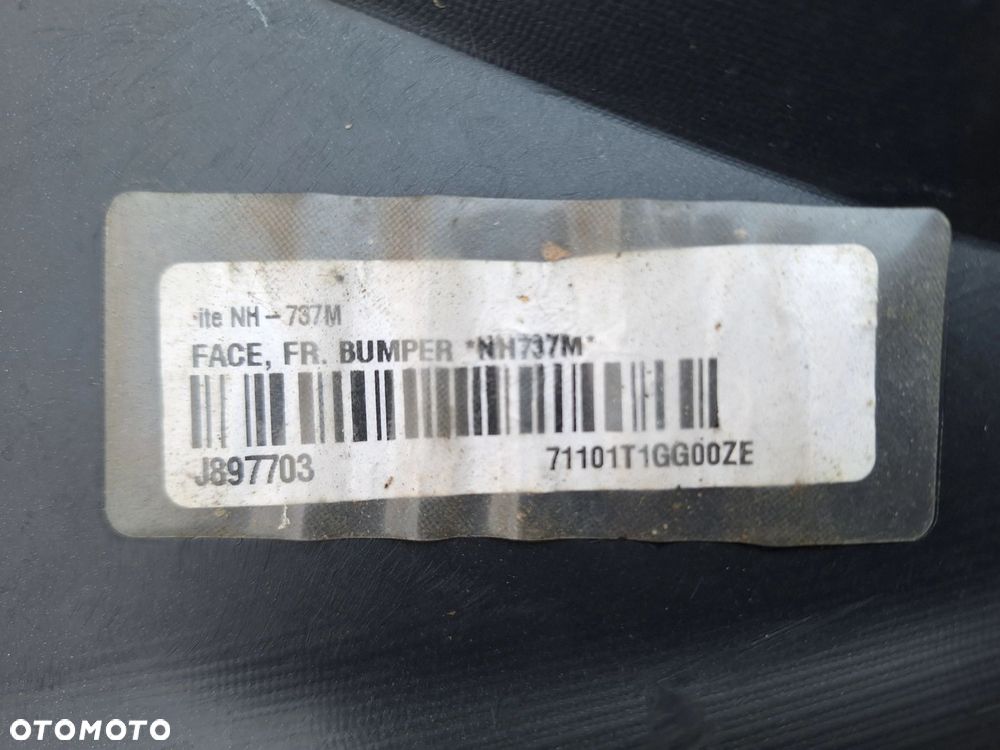 ite NH-737M
FACE, FR. BUMPER *NH737M*
J897703 71101T1GG00ZE
OTOMOTO